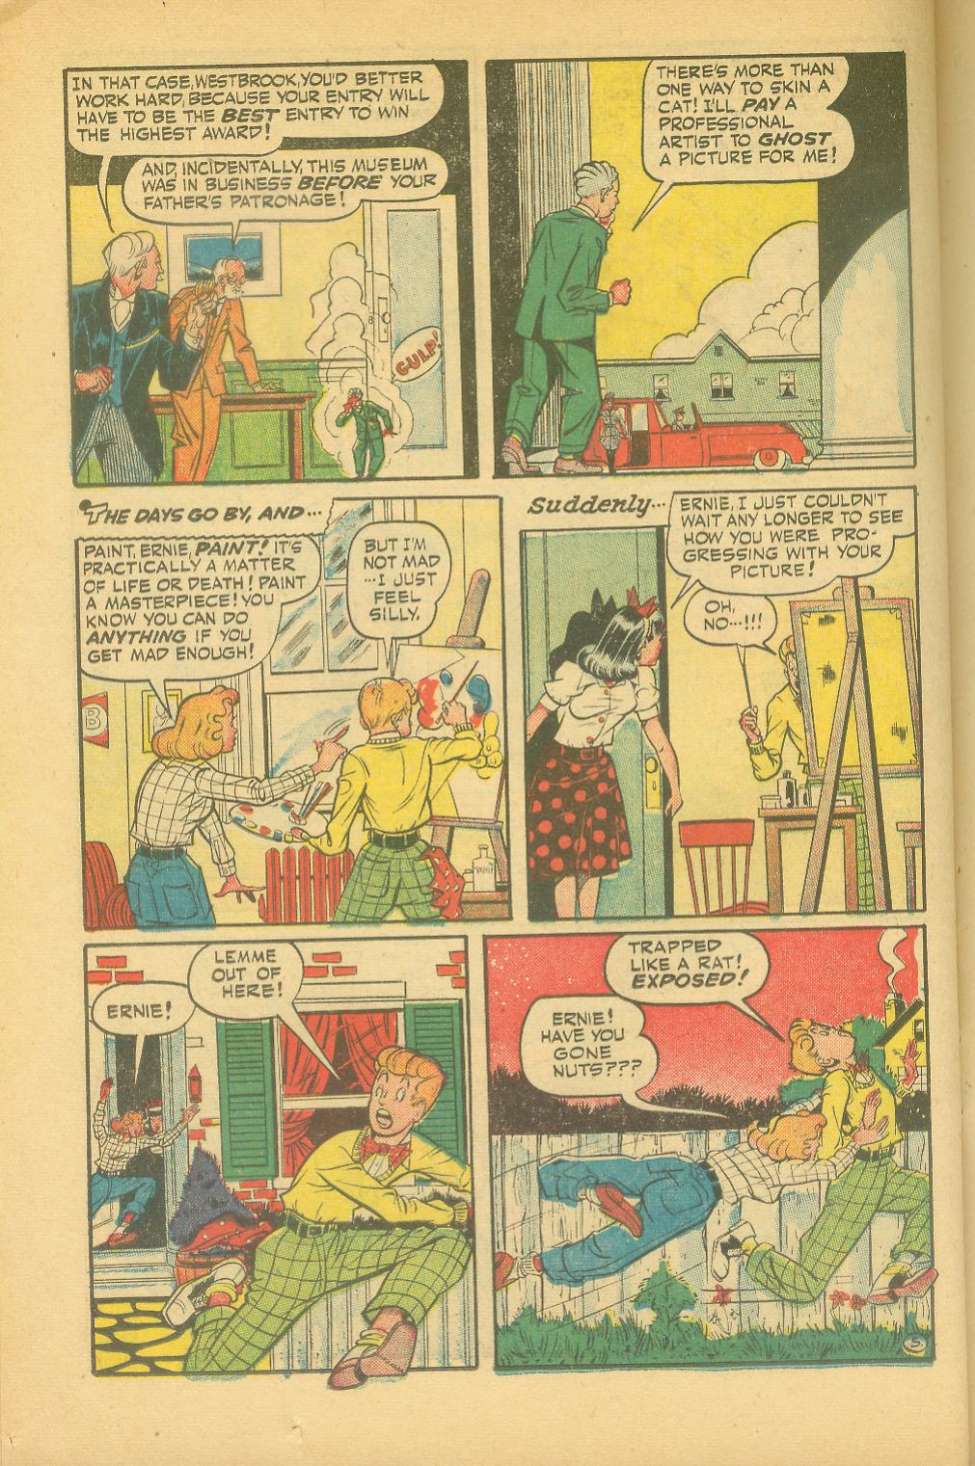 IN THAT CASE, WESTBROOK, YOU'D BETTER
WORK HARD, BECAUSE YOUR ENTRY WILL
HAVE TO BE THE BEST ENTRY TO WIN
THE HIGHEST AWARD!
AND, INCIDENTALLY, THIS MUSEUM
WAS IN BUSINESS BEFORE YOUR
FATHER'S PATRONAGE!
GULP!
THERE'S MORE THAN
ONE WAY TO SKIN A
CAT! I'LL PAY A
PROFESSIONAL
ARTIST TO GHOST
A PICTURE FOR ME!
THE DAYS GO BY, AND...
PAINT, ERNIE, PAINT! IT'S
PRACTICALLY A MATTER
OF LIFE OR DEATH! PAINT
A MASTERPIECE! YOU
KNOW YOU CAN DO
ANYTHING IF YOU
GET MAD ENOUGH!
BUT I'M
NOT MAD
...I JUST
FEEL
SILLY.
B
Suddenly...
ERNIE, I JUST COULDN'T
WAIT ANY LONGER TO SEE
HOW YOU WERE PRO-
GRESSING WITH YOUR
PICTURE!
OH,
NO...!!!
ERNIE!
LEMME
OUT OF
HERE!
TRAPPED
LIKE A RAT!
EXPOSED!
ERNIE!
HAVE YOU
GONE
NUTS???
5